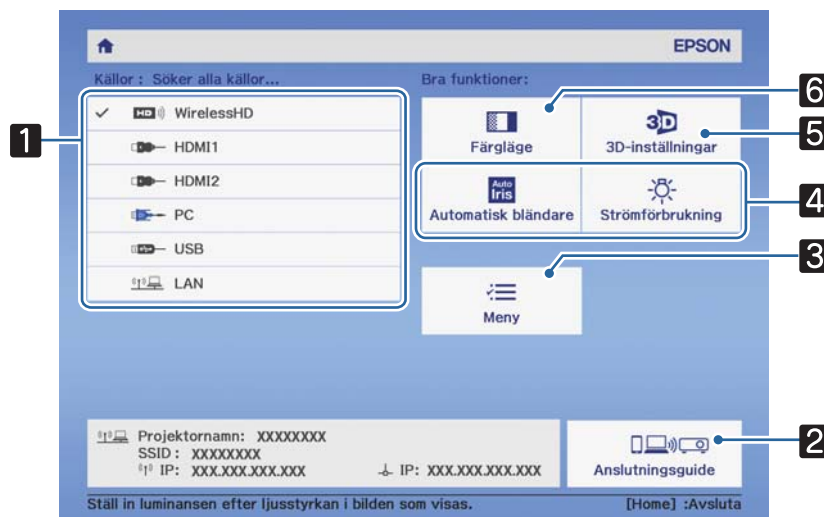 EPSON
Källor : Söker alla källor...
WirelessHD
HDMI1
HDMI2
PC
USB
LAN
1
Bra funktioner:
Färgläge
6
3D
3D-inställningar
5
Auto
Iris
Automatisk bländare
Strömförbrukning
4
Meny
3
Projektornamn: XXXXXXXX
SSID : XXXXXXXX
IP: XXX.XXX.XXX.XXX
IP: XXX.XXX.XXX.XXX
Anslutningsguide
2
Ställ in luminansen efter ljusstyrkan i bilden som visas.
[Home] :Avsluta